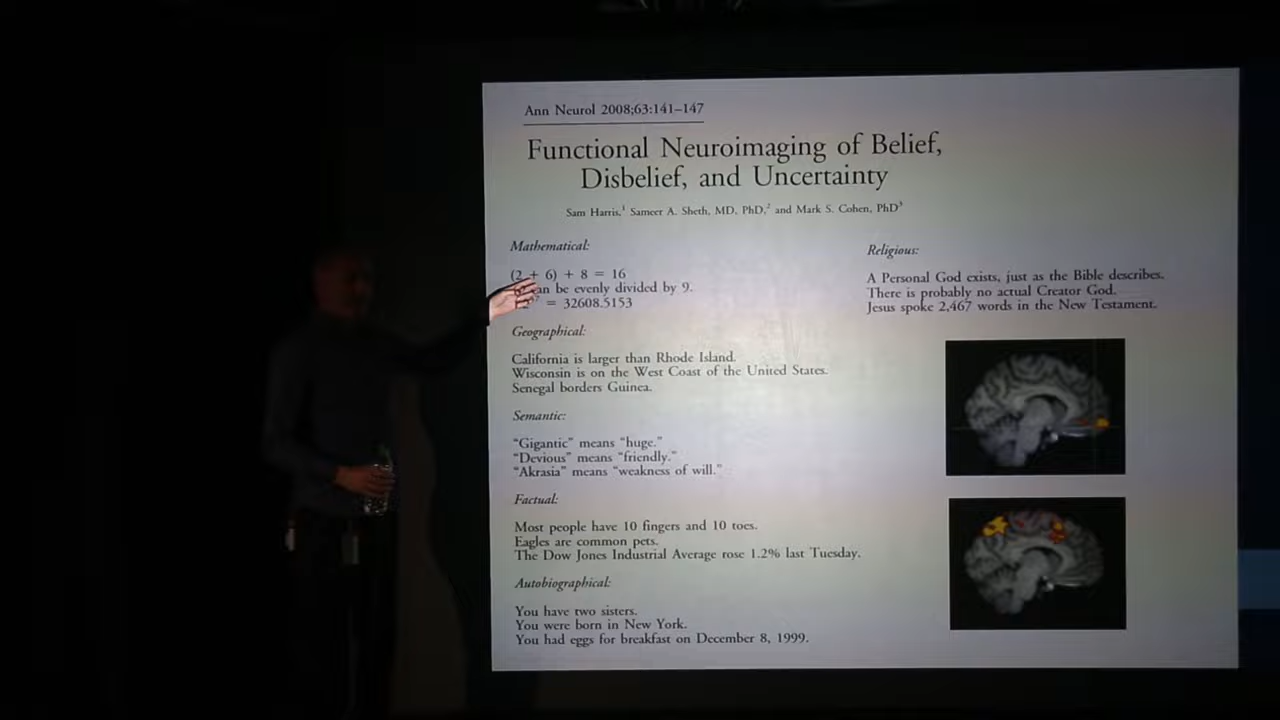 Ann Neurol 2008;63:141–147
Functional Neuroimaging of Belief,
Disbelief, and Uncertainty
Sam Harris,¹ Sameer A. Sheth, MD, PhD,² and Mark S. Cohen, PhD³
Mathematical:
(2 + 6) + 8 = 16
can be evenly divided by 9.
= 32608.5153
Geographical:
California is larger than Rhode Island.
Wisconsin is on the West Coast of the United States.
Senegal borders Guinea.
Semantic:
“Gigantic” means “huge.”
“Devious” means “friendly.”
“Akrasia” means “weakness of will.”
Factual:
Most people have 10 fingers and 10 toes.
Eagles are common pets.
The Dow Jones Industrial Average rose 1.2% last Tuesday.
Autobiographical:
You have two sisters.
You were born in New York.
You had eggs for breakfast on December 8, 1999.
Religious:
A Personal God exists, just as the Bible describes.
There is probably no actual Creator God.
Jesus spoke 2,467 words in the New Testament.